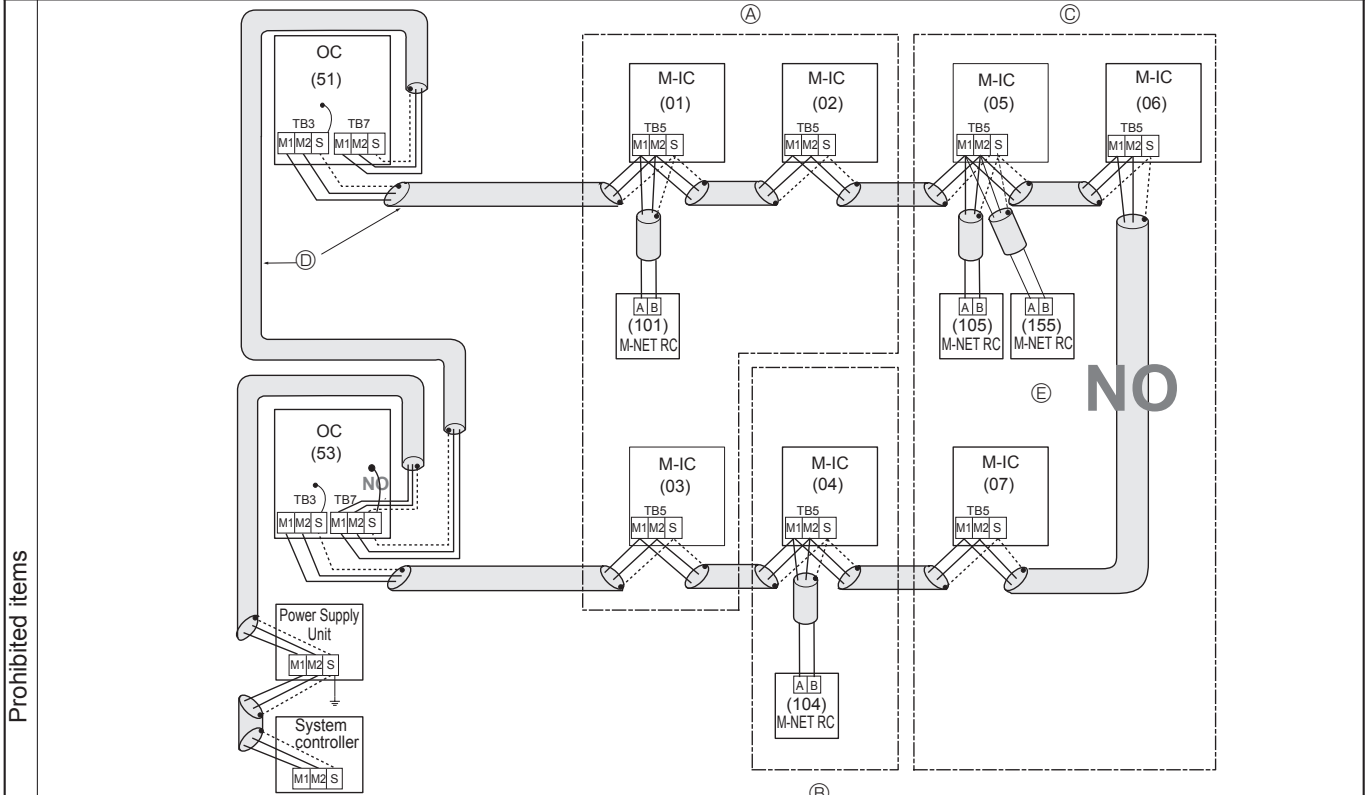 Prohibited items
Ⓐ
Ⓒ
OC
(51)
TB3
TB7
M1 M2 S
M1 M2 S
M-IC
(01)
TB5
M1 M2 S
M-IC
(02)
TB5
M1 M2 S
M-IC
(05)
TB5
M1 M2 S
M-IC
(06)
TB5
M1 M2 S
Ⓓ
A B
(101)
M-NET RC
A B
(105)
M-NET RC
A B
(155)
M-NET RC
Ⓔ
NO
OC
(53)
NO
TB3
TB7
M1 M2 S
M1 M2 S
M-IC
(03)
TB5
M1 M2 S
M-IC
(04)
TB5
M1 M2 S
M-IC
(07)
TB5
M1 M2 S
Power Supply
Unit
M1 M2 S
System
controller
M1 M2 S
A B
(104)
M-NET RC
Ⓑ